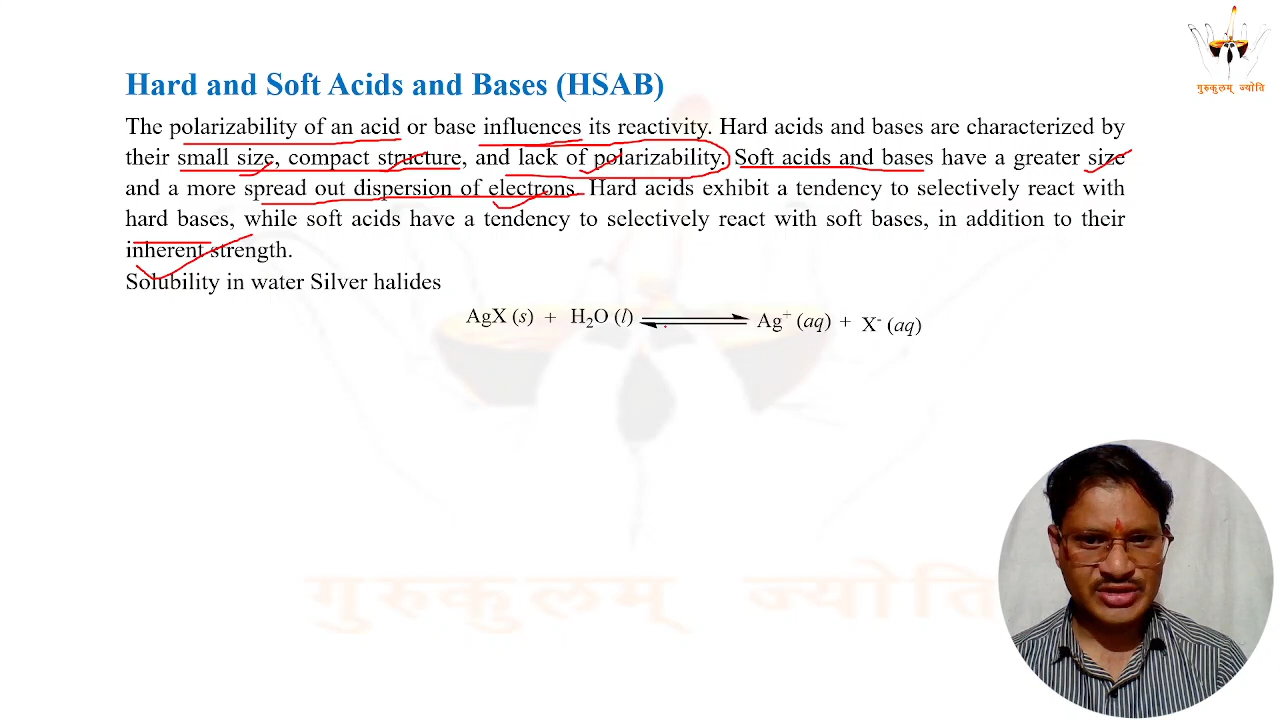 गुरुकुलम् ज्योति
Hard and Soft Acids and Bases (HSAB)
The polarizability of an acid or base influences its reactivity. Hard acids and bases are characterized by
their small size, compact structure, and lack of polarizability. Soft acids and bases have a greater size
and a more spread out dispersion of electrons. Hard acids exhibit a tendency to selectively react with
hard bases, while soft acids have a tendency to selectively react with soft bases, in addition to their
inherent strength.
Solubility in water Silver halides
AgX (s) + H₂O (l) ⇌ Ag⁺ (aq) + X⁻ (aq)
गुरुकुलम् ज्योति